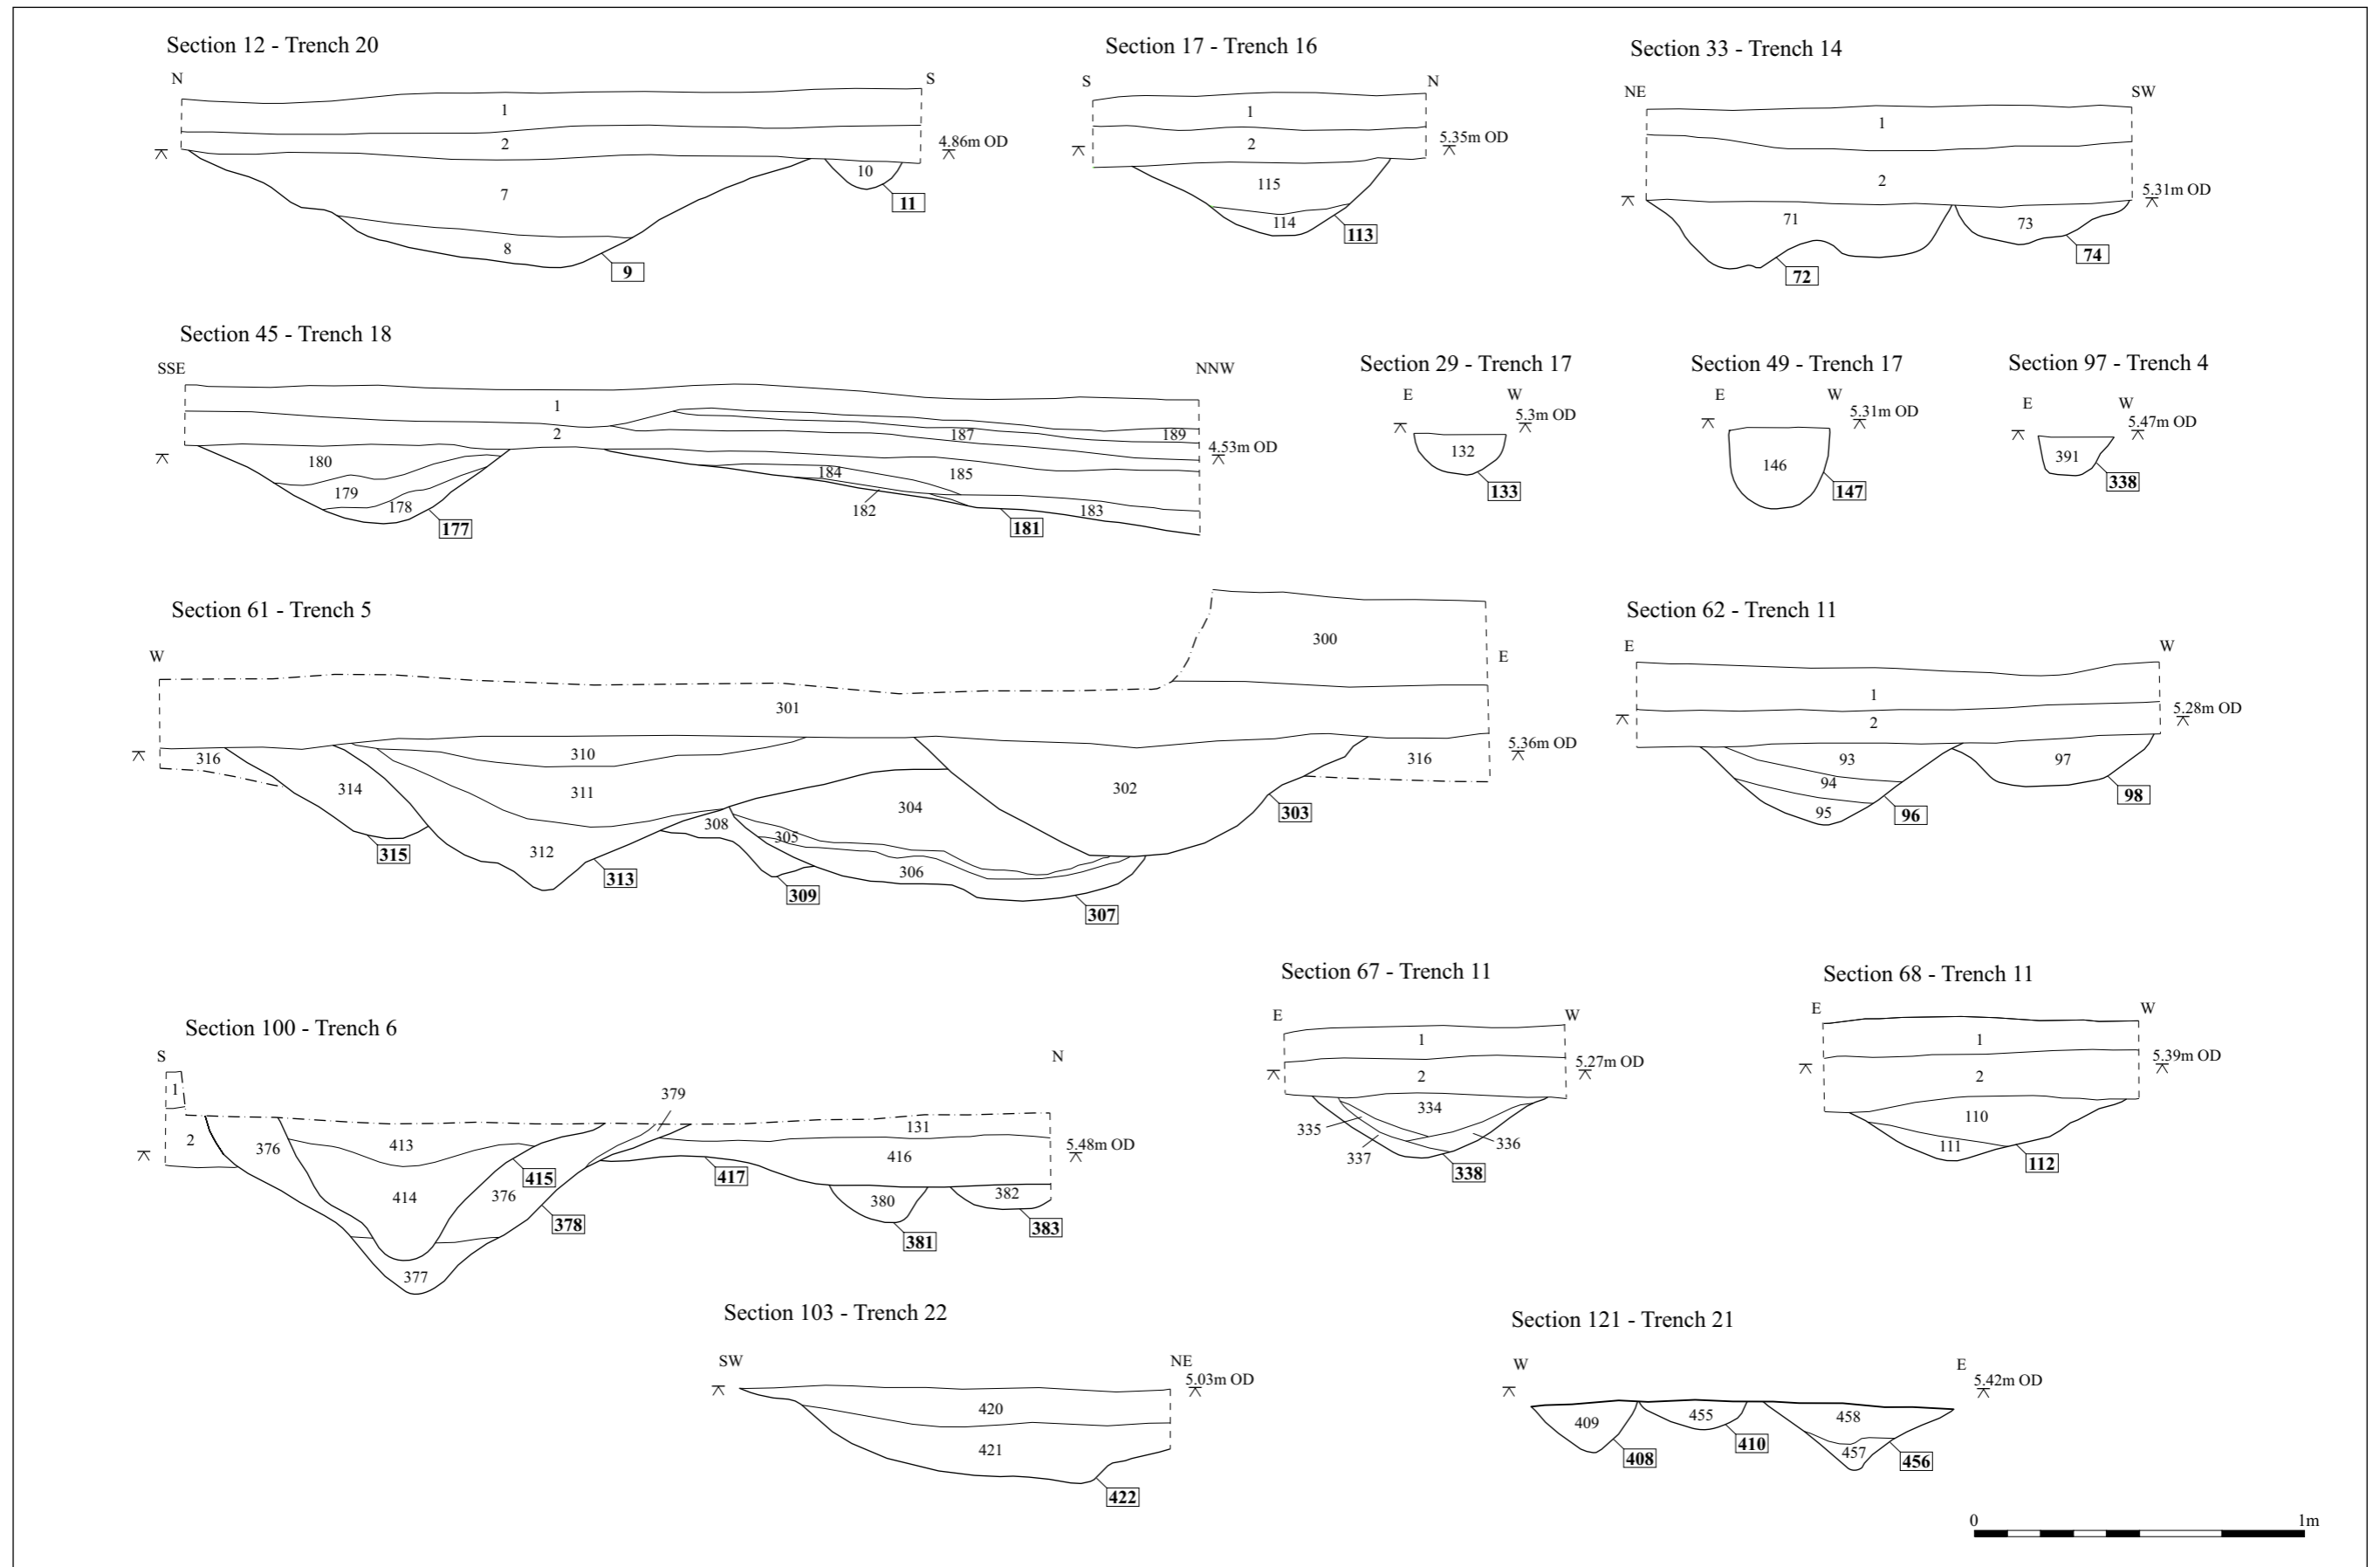 Section 12 - Trench 20
N
S
1
2
4.86m OD
7
10
11
8
9
Section 17 - Trench 16
S
N
1
2
5.35m OD
115
114
113
Section 33 - Trench 14
NE
SW
1
2
5.31m OD
71
73
74
72
Section 45 - Trench 18
SSE
NNW
1
2
187
189
4.53m OD
180
184
185
179
178
182
183
177
181
Section 29 - Trench 17
E
W
5.3m OD
132
133
Section 49 - Trench 17
E
W
5.31m OD
146
147
Section 97 - Trench 4
E
W
5.47m OD
391
338
Section 61 - Trench 5
W
E
300
301
5.36m OD
316
310
316
314
311
302
304
303
308
305
312
315
306
313
309
307
Section 62 - Trench 11
E
W
1
5.28m OD
2
93
97
94
95
98
96
Section 100 - Trench 6
S
N
1
379
2
376
413
131
5.48m OD
416
415
417
414
376
380
382
378
381
383
377
Section 67 - Trench 11
E
W
1
5.27m OD
2
334
335
336
337
338
Section 68 - Trench 11
E
W
1
5.39m OD
2
110
111
112
Section 103 - Trench 22
SW
NE
5.03m OD
420
421
422
Section 121 - Trench 21
W
E
5.42m OD
409
455
458
410
457
408
456
0
1m